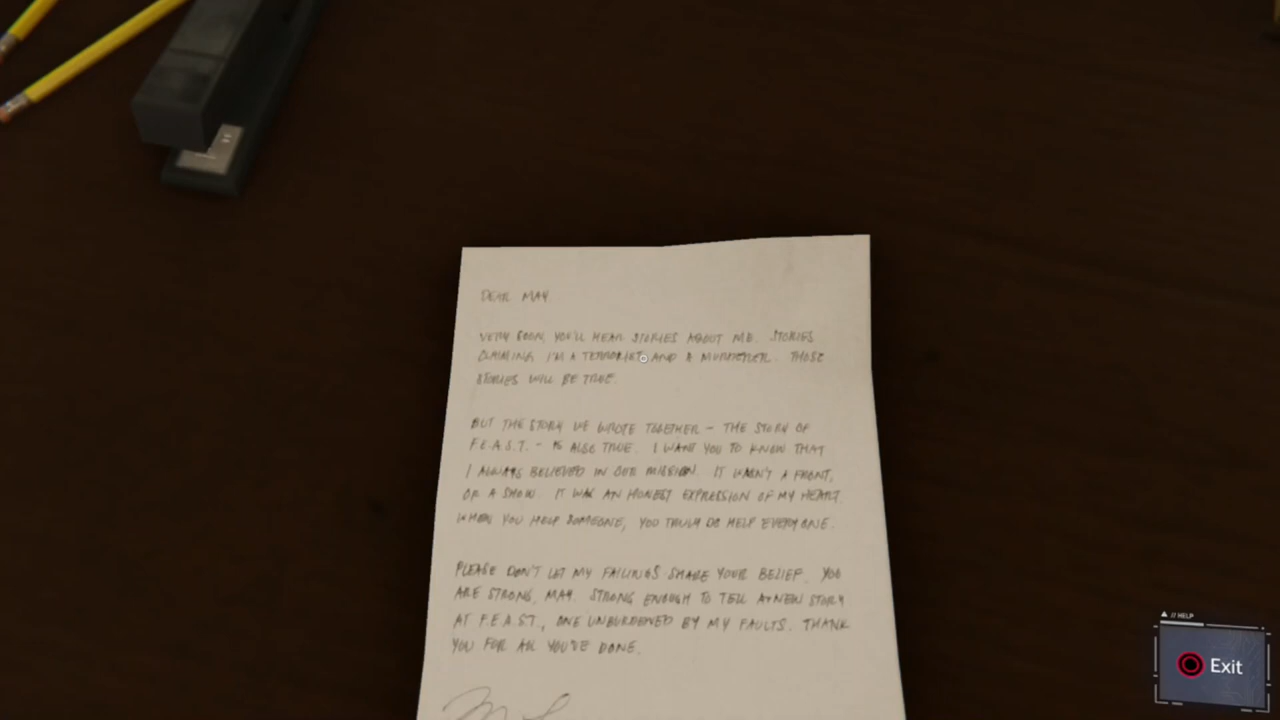 DEAR MAY
VERY SOON, YOU'LL HEAR STORIES ABOUT ME. STORIES
CLAIMING I'M A TERRORIST AND A MURDERER. THOSE
STORIES WILL BE TRUE.
BUT THE STORY WE WROTE TOGETHER - THE STORY OF
F.E.A.S.T. - IS ALSO TRUE. I WANT YOU TO KNOW THAT
I ALWAYS BELIEVED IN OUR MISSION. IT WASN'T A FRONT,
OR A SHOW. IT WAS AN HONEST EXPRESSION OF MY HEART.
WHEN YOU HELP SOMEONE, YOU TRULY DO HELP EVERYONE.
PLEASE DON'T LET MY FAILINGS SHAKE YOUR BELIEF. YOU
ARE STRONG, MAY. STRONG ENOUGH TO TELL A NEW STORY
AT F.E.A.S.T., ONE UNBURDENED BY MY FAULTS. THANK
YOU FOR ALL YOU'VE DONE.
// HELP
Exit